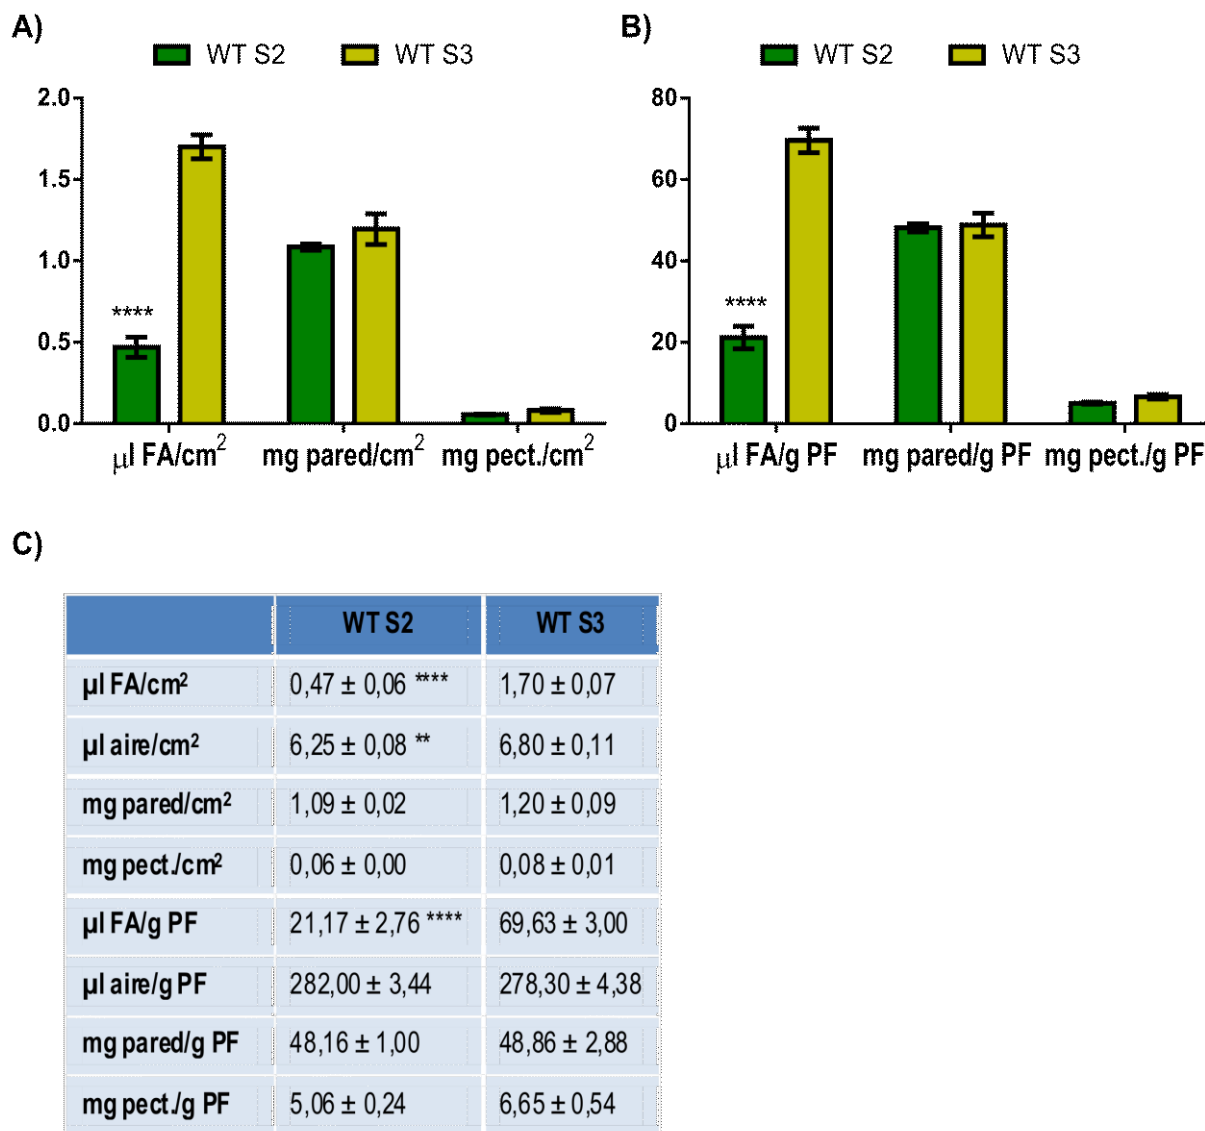 A)
WT S2 WT S3
2.0
1.5
1.0
0.5
0.0
****
µl FA/cm² mg pared/cm² mg pect./cm²
B)
WT S2 WT S3
80
60
40
20
0
****
µl FA/g PF mg pared/g PF mg pect./g PF
C)
WT S2 WT S3
µl FA/cm² 0,47 ± 0,06 **** 1,70 ± 0,07
µl aire/cm² 6,25 ± 0,08 ** 6,80 ± 0,11
mg pared/cm² 1,09 ± 0,02 1,20 ± 0,09
mg pect./cm² 0,06 ± 0,00 0,08 ± 0,01
µl FA/g PF 21,17 ± 2,76 **** 69,63 ± 3,00
µl aire/g PF 282,00 ± 3,44 278,30 ± 4,38
mg pared/g PF 48,16 ± 1,00 48,86 ± 2,88
mg pect./g PF 5,06 ± 0,24 6,65 ± 0,54